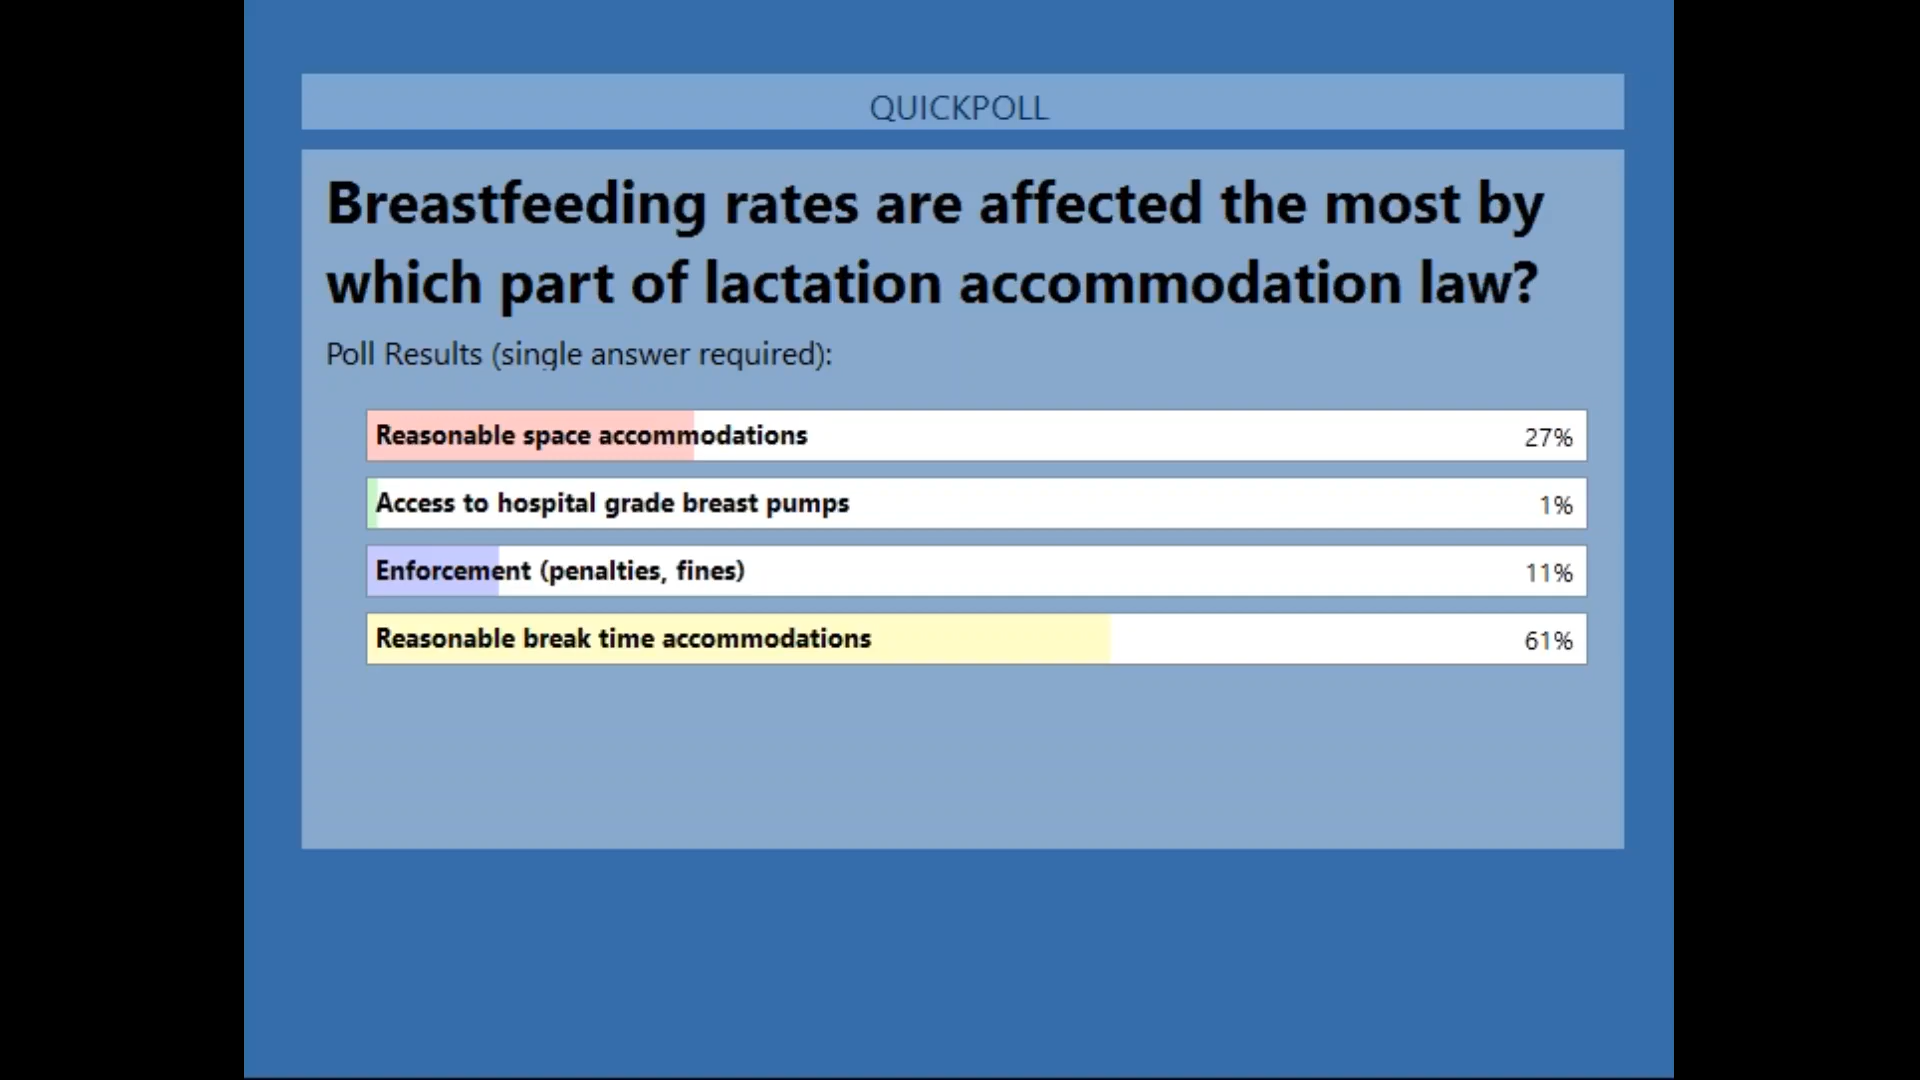 QUICKPOLL
Breastfeeding rates are affected the most by
which part of lactation accommodation law?
Poll Results (single answer required):
Reasonable space accommodations 27%
Access to hospital grade breast pumps 1%
Enforcement (penalties, fines) 11%
Reasonable break time accommodations 61%